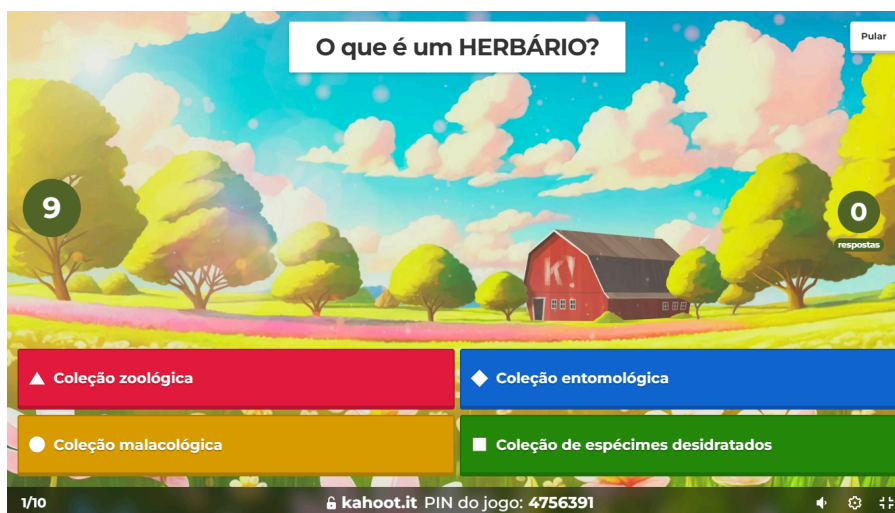 O que é um HERBÁRIO?
Pular
9
0
respostas
K!
Coleção zoológica
Coleção entomológica
Coleção malacológica
Coleção de espécimes desidratados
1/10
kahoot.it PIN do jogo: 4756391